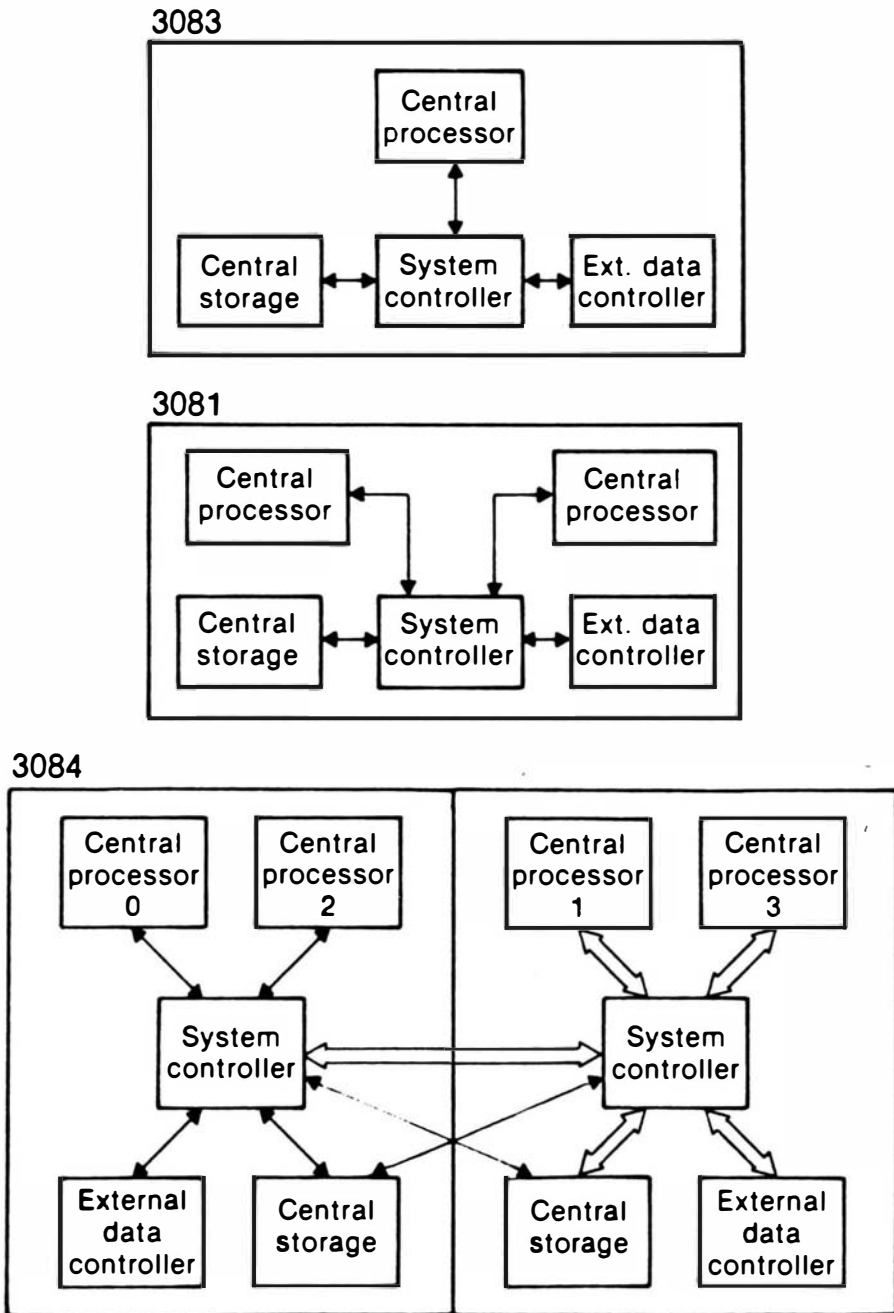 3083
Central
processor
Central
storage
System
controller
Ext. data
controller
3081
Central
processor
Central
processor
Central
storage
System
controller
Ext. data
controller
3084
Central
processor
0
Central
processor
2
Central
processor
1
Central
processor
3
System
controller
System
controller
External
data
controller
Central
storage
Central
storage
External
data
controller